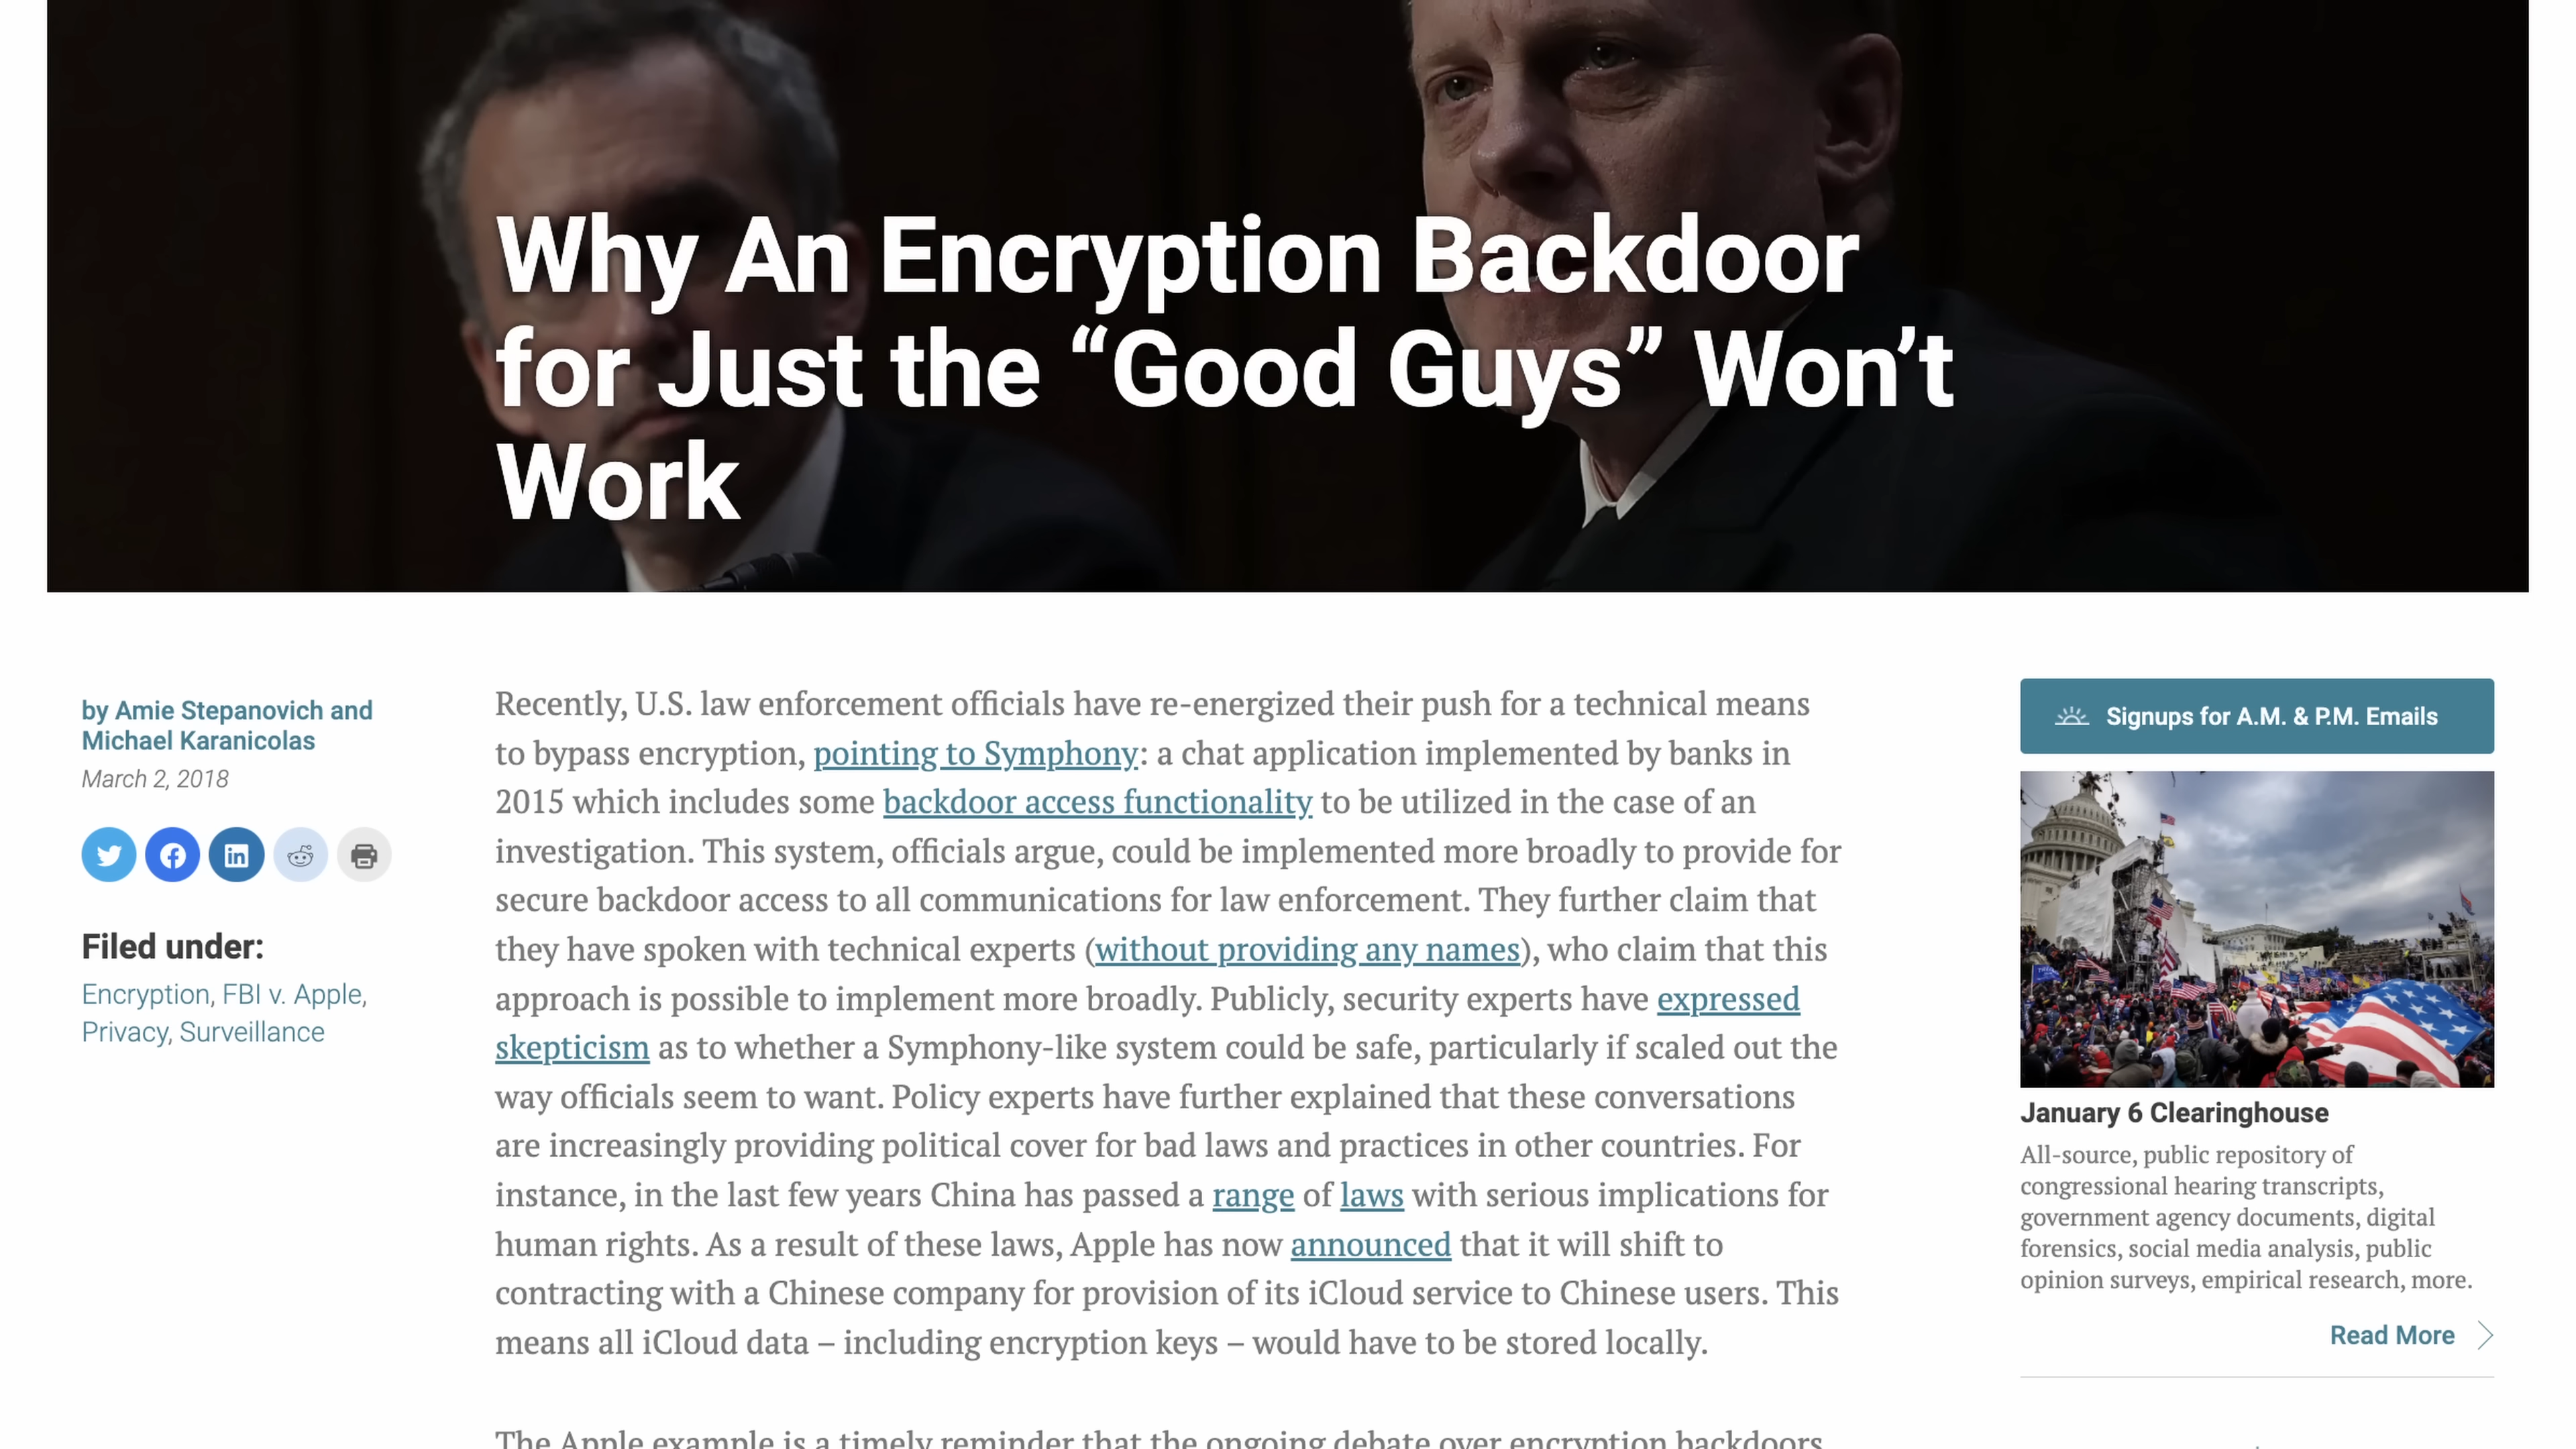 Why An Encryption Backdoor
for Just the “Good Guys” Won’t
Work
by Amie Stepanovich and
Michael Karanicolas
March 2, 2018
Filed under:
Encryption, FBI v. Apple,
Privacy, Surveillance
Recently, U.S. law enforcement officials have re-energized their push for a technical means
to bypass encryption, pointing to Symphony: a chat application implemented by banks in
2015 which includes some backdoor access functionality to be utilized in the case of an
investigation. This system, officials argue, could be implemented more broadly to provide for
secure backdoor access to all communications for law enforcement. They further claim that
they have spoken with technical experts (without providing any names), who claim that this
approach is possible to implement more broadly. Publicly, security experts have expressed
skepticism as to whether a Symphony-like system could be safe, particularly if scaled out the
way officials seem to want. Policy experts have further explained that these conversations
are increasingly providing political cover for bad laws and practices in other countries. For
instance, in the last few years China has passed a range of laws with serious implications for
human rights. As a result of these laws, Apple has now announced that it will shift to
contracting with a Chinese company for provision of its iCloud service to Chinese users. This
means all iCloud data – including encryption keys – would have to be stored locally.
The Apple example is a timely reminder that the ongoing debate over encryption backdoors
Signups for A.M. & P.M. Emails
January 6 Clearinghouse
All-source, public repository of
congressional hearing transcripts,
government agency documents, digital
forensics, social media analysis, public
opinion surveys, empirical research, more.
Read More